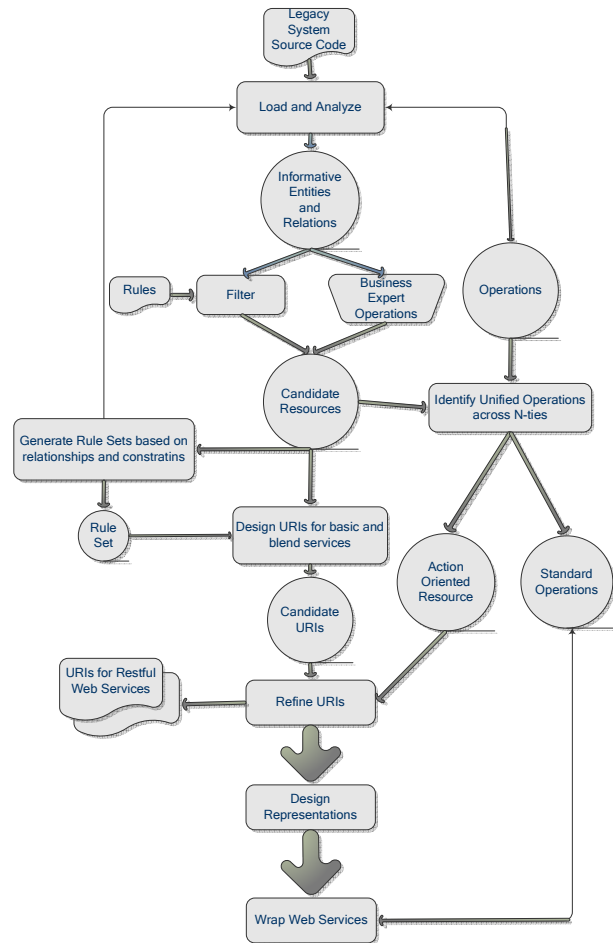 Legacy
System
Source Code
Load and Analyze
Informative
Entities
and
Relations
Rules
Filter
Business
Expert
Operations
Operations
Candidate
Resources
Identify Unified Operations
across N-ties
Generate Rule Sets based on
relationships and constratins
Rule
Set
Design URIs for basic and
blend services
Action
Oriented
Resource
Standard
Operations
Candidate
URIs
URIs for Restful
Web Services
Refine URIs
Design
Representations
Wrap Web Services